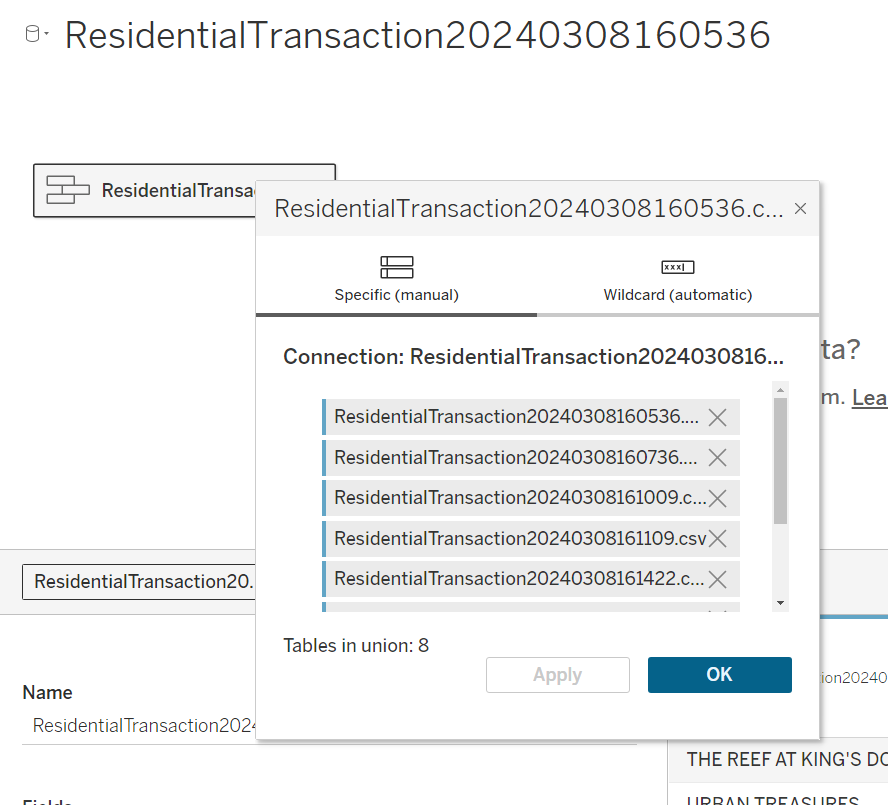 ResidentialTransaction20240308160536
ResidentialTransa
ResidentialTransaction20240308160536.c...
Specific (manual)
Wildcard (automatic)
ta?
Connection: ResidentialTransaction2024030816...
m. Lea
ResidentialTransaction20240308160536....
ResidentialTransaction20240308160736....
ResidentialTransaction20240308161009.c...
ResidentialTransaction20240308161109.csv
ResidentialTransaction20240308161422.c...
ResidentialTransaction20.
Tables in union: 8
Apply
OK
ion20240
Name
ResidentialTransaction2024
THE REEF AT KING'S DO
URBAN TREASURES
Fields